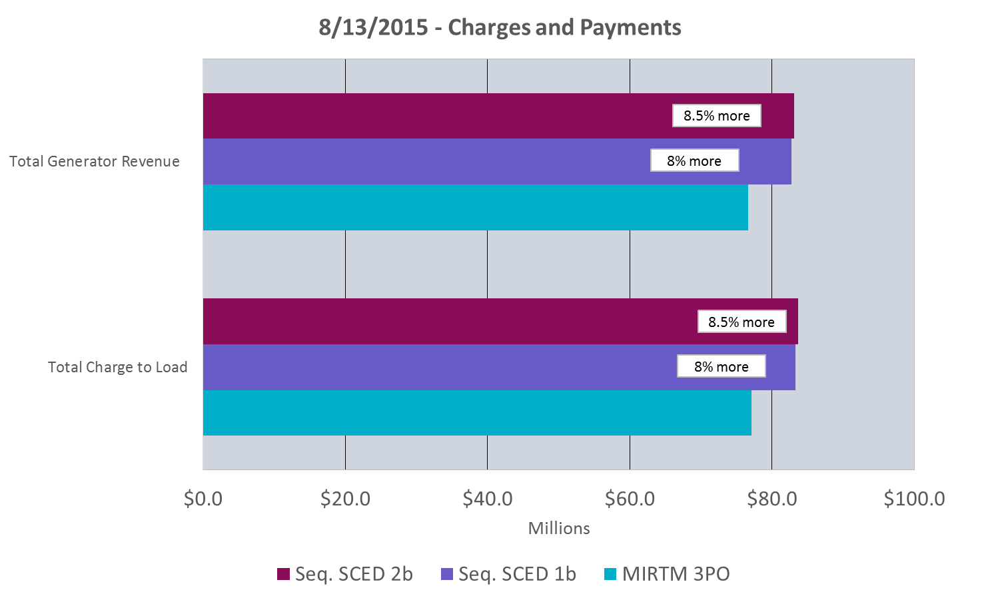 8/13/2015 - Charges and Payments
8.5% more
Total Generator Revenue
8% more
8.5% more
Total Charge to Load
8% more
$0.0 $20.0 $40.0 $60.0 $80.0 $100.0
Millions
Seq. SCED 2b Seq. SCED 1b MIRTM 3PO